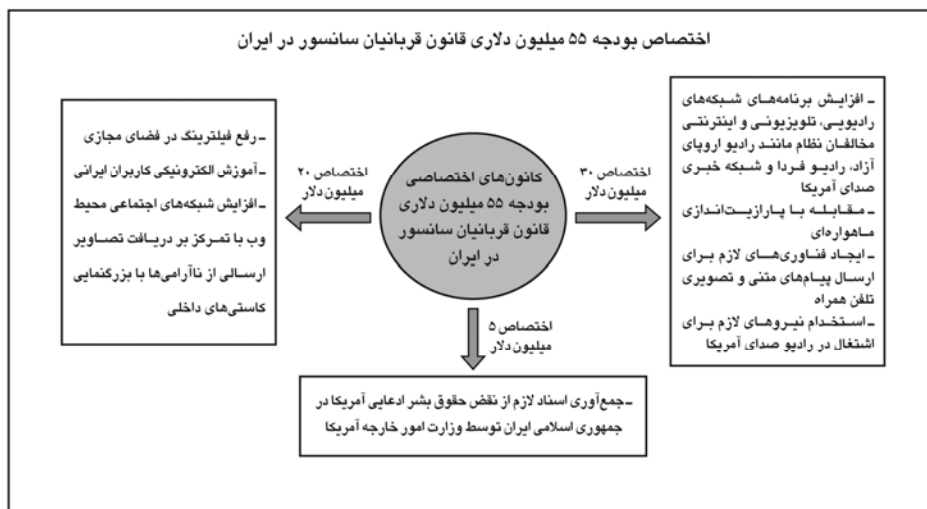 اختصاص بودجه ۵۵ میلیون دلاری قانون قربانیان سانسور در ایران
ـ افزایش برنامه‌های شبکه‌های
رادیویی، تلویزیونی و اینترنتی
مخالفان نظام مانند رادیو اروپای
آزاد، رادیو فردا و شبکه خبری
صدای آمریکا
ـ مقابله با پارازیت‌اندازی
ماهواره‌ای
ـ ایجاد فناوری‌های لازم برای
ارسال پیام‌های متنی و تصویری
تلفن همراه
ـ استخدام نیروهای لازم برای
اشتغال در رادیو صدای آمریکا
اختصاص ۳۰
میلیون دلار
کانون‌های اختصاصی
بودجه ۵۵ میلیون دلاری
قانون قربانیان سانسور
در ایران
اختصاص ۲۰
میلیون دلار
ـ رفع فیلترینگ در فضای مجازی
ـ آموزش الکترونیکی کاربران ایرانی
ـ افزایش شبکه‌های اجتماعی محیط
وب با تمرکز بر دریافت تصاویر
ارسالی از ناآرامی‌ها با بزرگنمایی
کاستی‌های داخلی
اختصاص ۵
میلیون دلار
ـ جمع‌آوری اسناد لازم از نقض حقوق بشر ادعایی آمریکا در
جمهوری اسلامی ایران توسط وزارت امور خارجه آمریکا